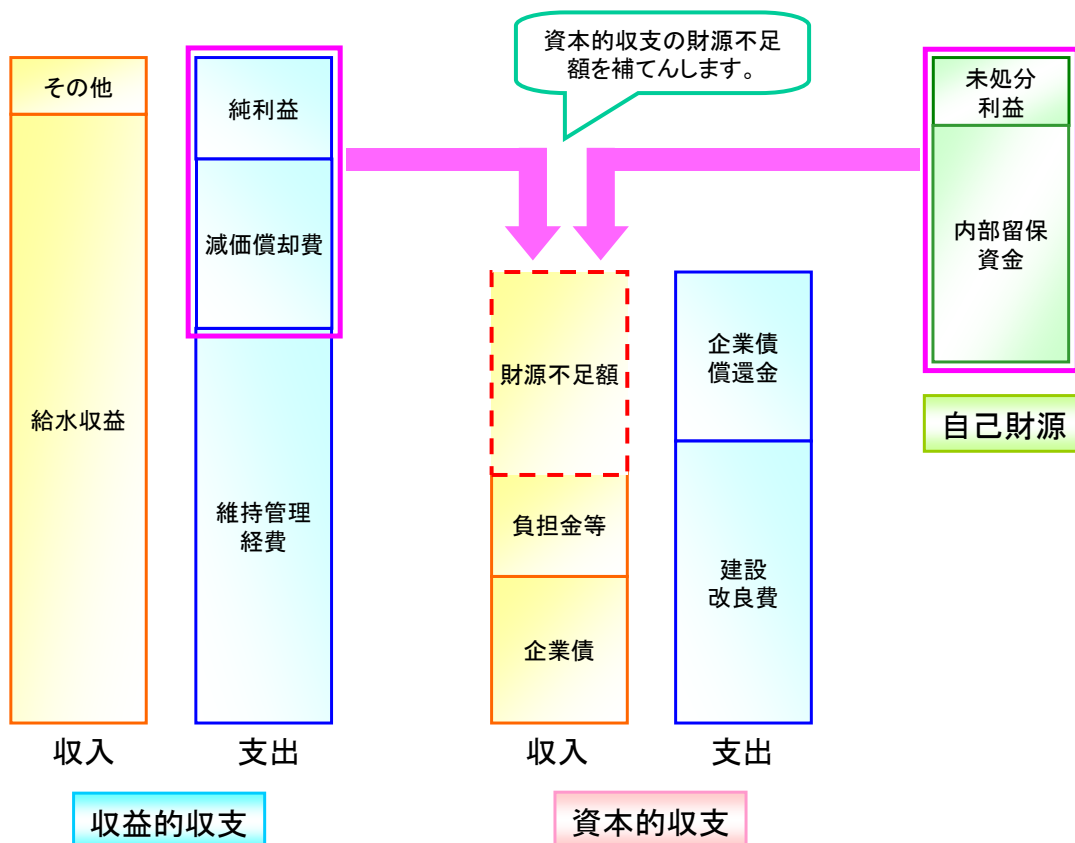 資本的収支の財源不足
額を補てんします。
その他
給水収益
収入
純利益
減価償却費
維持管理
経費
支出
収益的収支
財源不足額
負担金等
企業債
収入
企業債
償還金
建設
改良費
支出
資本的収支
未処分
利益
内部留保
資金
自己財源